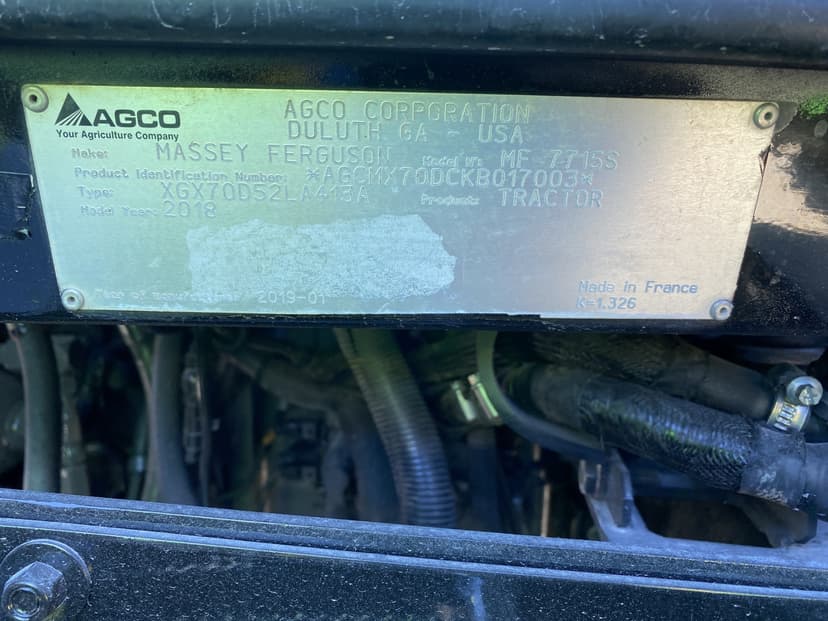 AGCO
Your Agriculture Company
AGCO CORPORATION
DULUTH GA - USA
Make: MASSEY FERGUSON Model N°: MF 7715S
Product Identification Number: *AGCMX70DCKB017003*
Type: XGX70D52LA413A Product: TRACTOR
Model Year: 2018
2019-01
Made in France
K=1.326